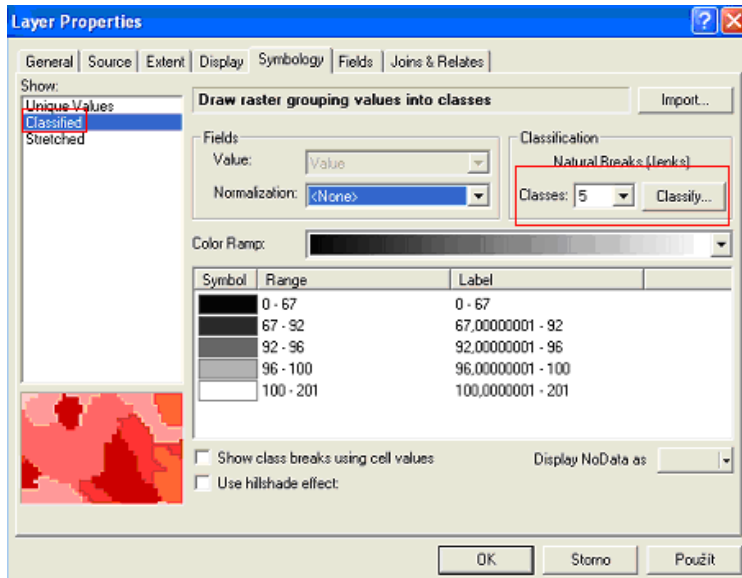 Layer Properties
General Source Extent Display Symbology Fields Joins & Relates
Show:
Unique Values
Classified
Stretched
Draw raster grouping values into classes
Import...
Fields
Value: Value
Normalization: <None>
Classification
Natural Breaks (Jenks)
Classes: 5 Classify...
Color Ramp:
Symbol Range Label
0 - 67 0 - 67
67 - 92 67,00000001 - 92
92 - 96 92,00000001 - 96
96 - 100 96,00000001 - 100
100 - 201 100,0000001 - 201
Show class breaks using cell values
Display NoData as
Use hillshade effect:
OK Storno Použít